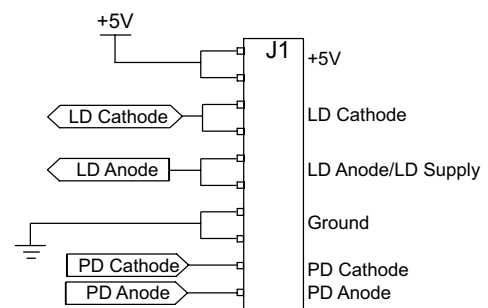 +5V
J1
+5V
LD Cathode
LD Cathode
LD Anode
LD Anode/LD Supply
Ground
PD Cathode
PD Cathode
PD Anode
PD Anode